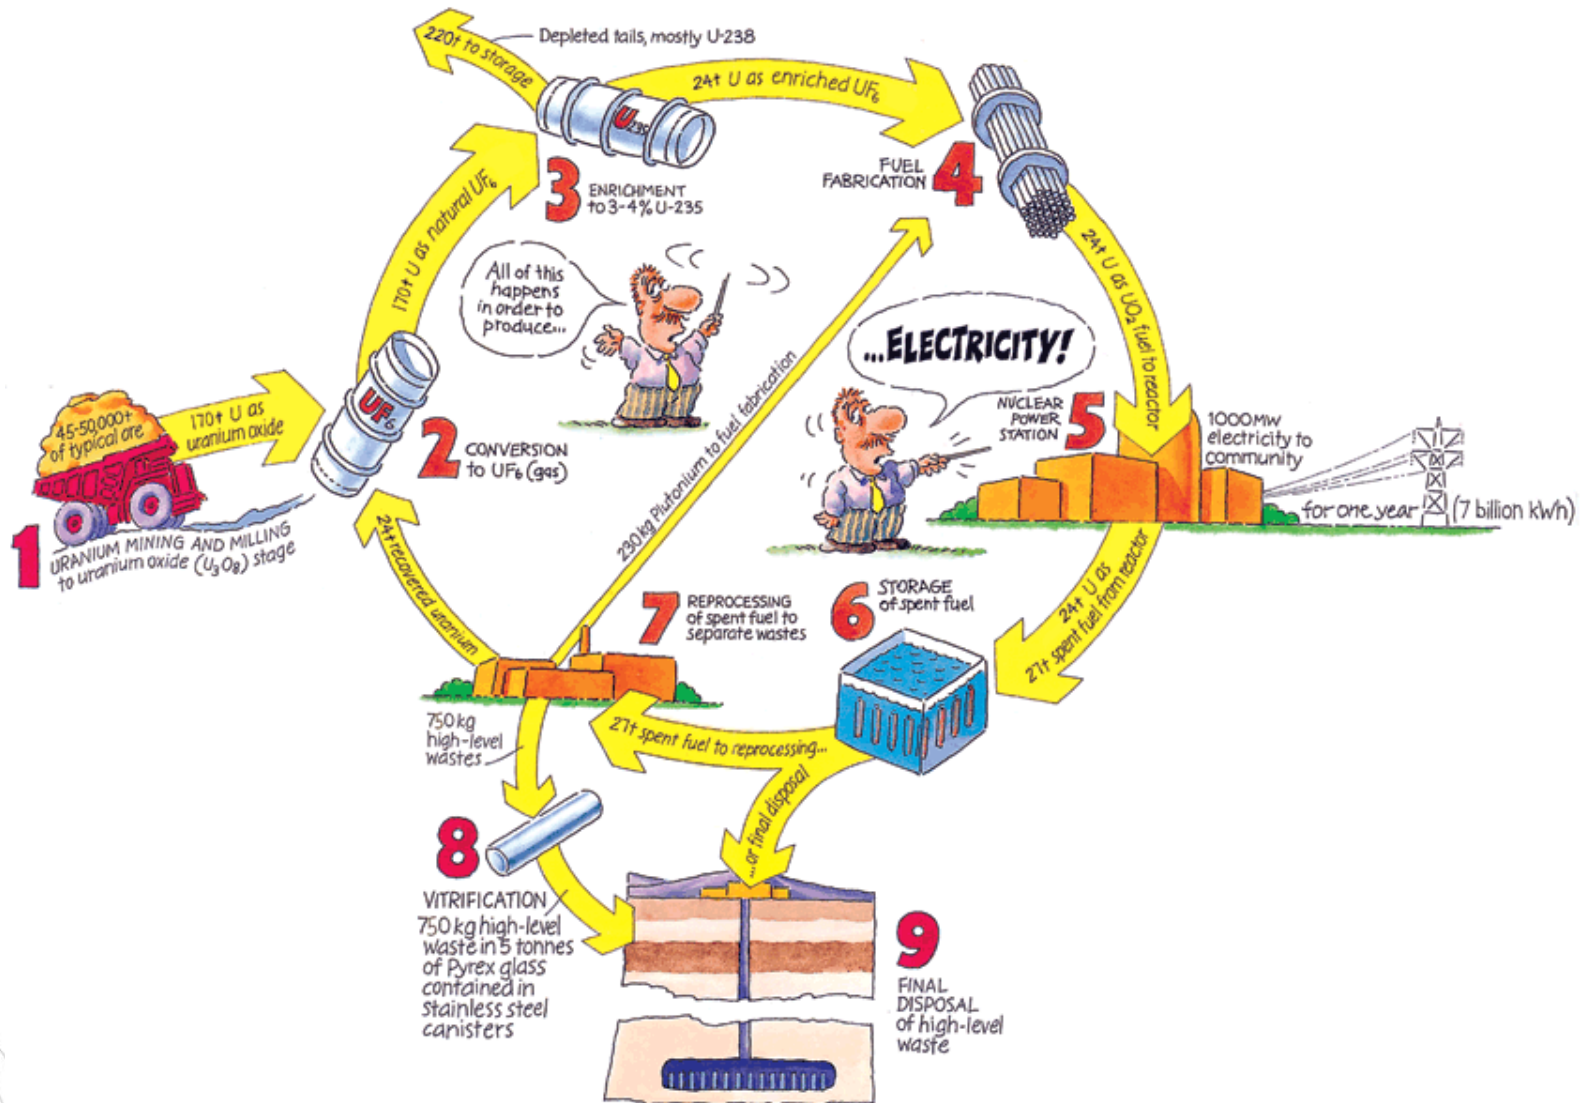 220t to storage
Depleted tails, mostly U-238
24t U as enriched UF6
U235
3
ENRICHMENT
to 3-4% U-235
FUEL
FABRICATION
4
170t U as natural UF6
24t U as UO2 fuel to reactor
All of this
happens
in order to
produce...
...ELECTRICITY!
45-50,000t
of typical ore
170t U as
uranium oxide
UF6
2
CONVERSION
to UF6 (gas)
1
URANIUM MINING AND MILLING
to uranium oxide (U3O8) stage
230kg Plutonium to fuel fabrication
NUCLEAR
POWER
STATION
5
1000MW
electricity to
community
for one year
(7 billion kWh)
24t recovered uranium
7
REPROCESSING
of spent fuel to
separate wastes
6
STORAGE
of spent fuel
24t U as
27t spent fuel from reactor
750kg
high-level
wastes
27t spent fuel to reprocessing...
...or final disposal
8
VITRIFICATION
750kg high-level
waste in 5 tonnes
of Pyrex glass
contained in
stainless steel
canisters
9
FINAL
DISPOSAL
of high-level
waste